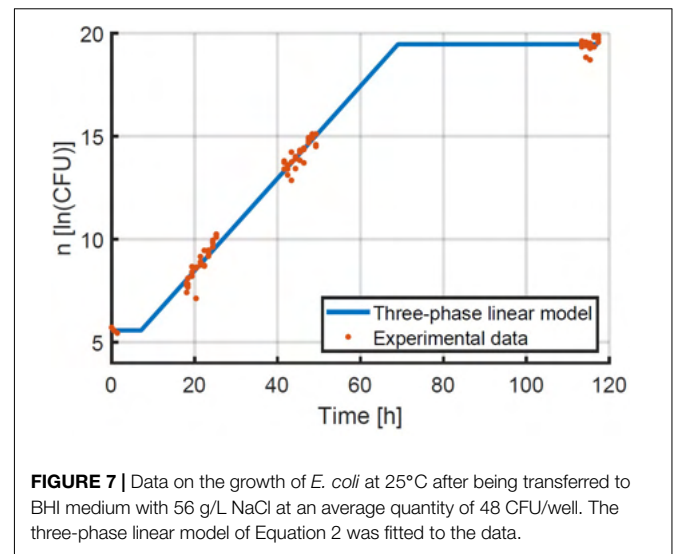 20
15
10
5
n [ln(CFU)]
Three-phase linear model
Experimental data
0 20 40 60 80 100 120
Time [h]
FIGURE 7 | Data on the growth of E. coli at 25°C after being transferred to
BHI medium with 56 g/L NaCl at an average quantity of 48 CFU/well. The
three-phase linear model of Equation 2 was fitted to the data.